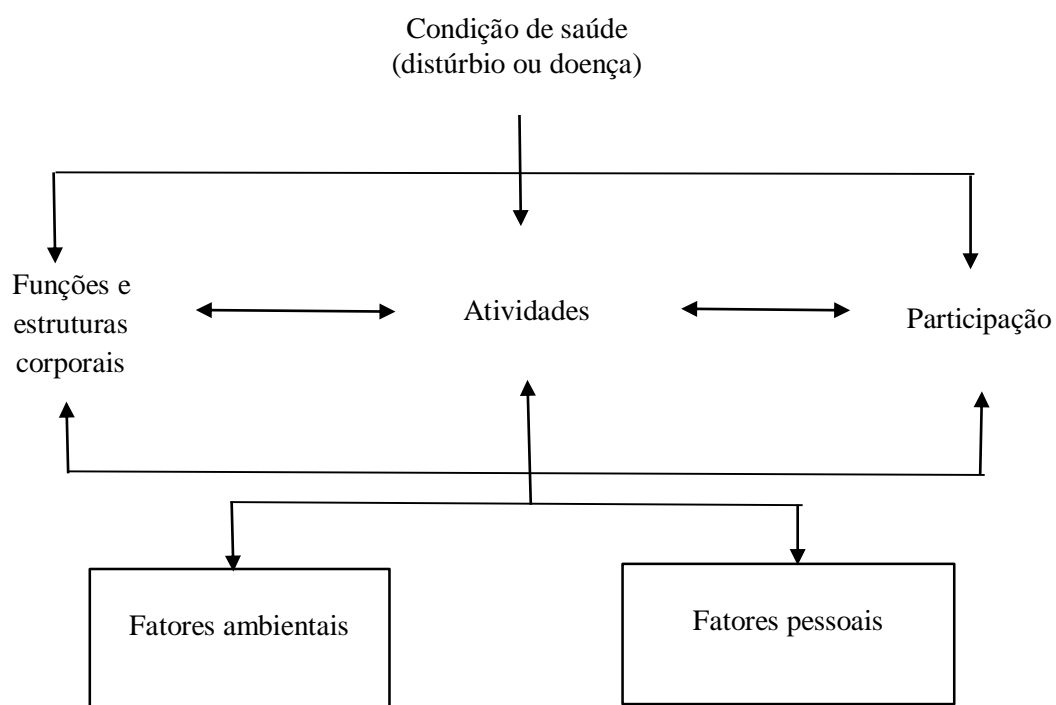 Condição de saúde
(distúrbio ou doença)
Funções e
estruturas
corporais
Atividades
Participação
Fatores ambientais
Fatores pessoais